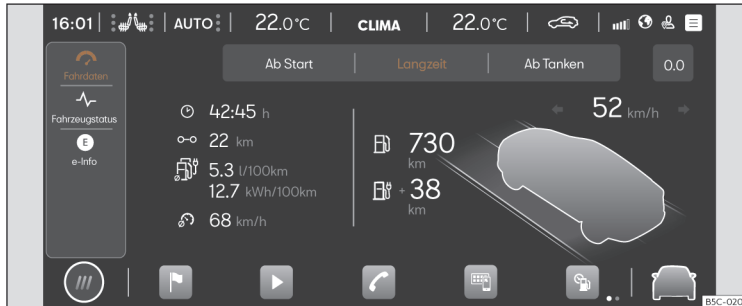 16:01 AUTO 22.0°C CLIMA 22.0°C
Ab Start Langzeit Ab Tanken 0.0
Fahrdaten
Fahrzeugstatus
E
e-Info
42:45 h
22 km
5.3 l/100km
12.7 kWh/100km
68 km/h
730
km
+38
km
52 km/h
B5C-020